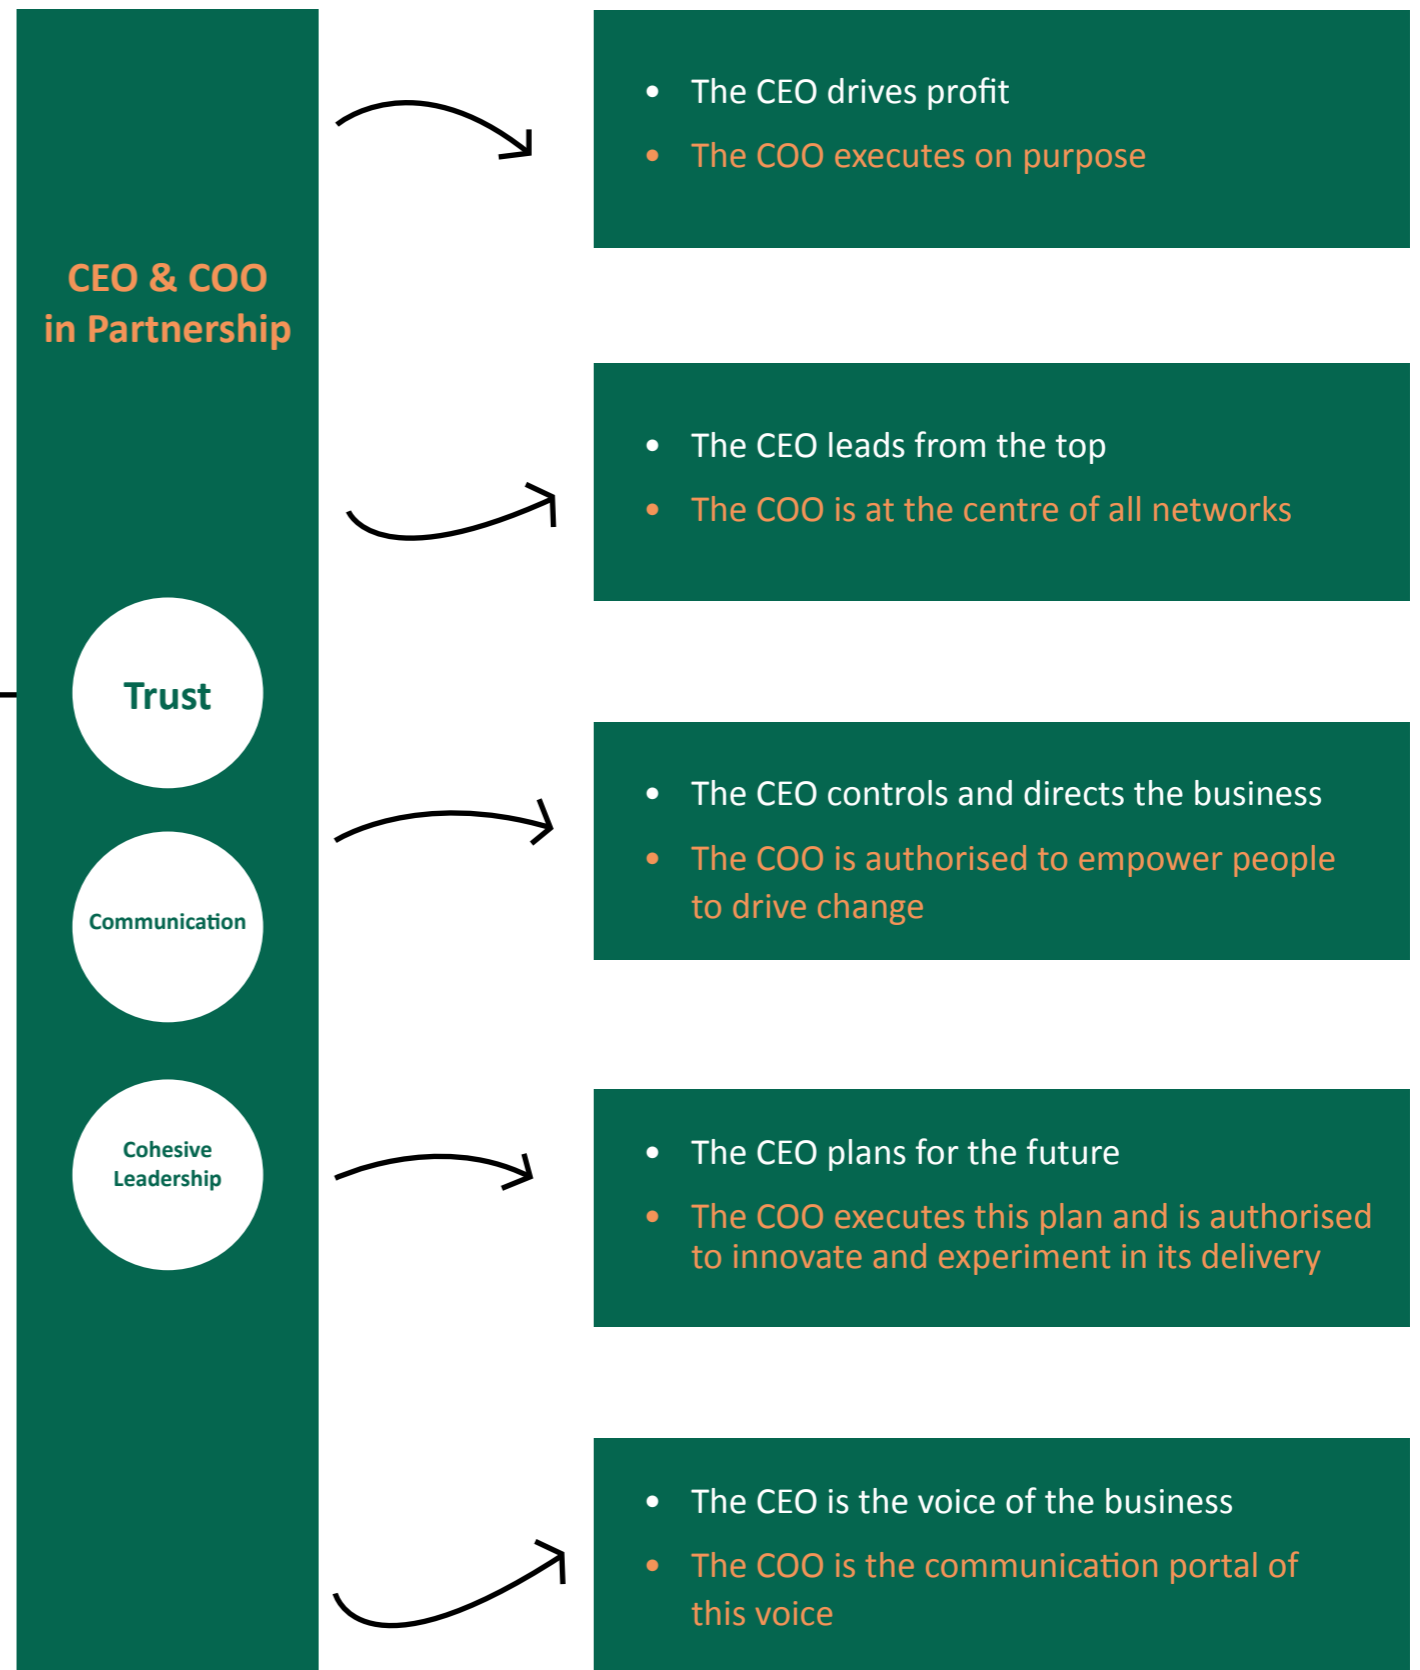 CEO & COO
in Partnership
Trust
Communication
Cohesive
Leadership
• The CEO drives profit
• The COO executes on purpose
• The CEO leads from the top
• The COO is at the centre of all networks
• The CEO controls and directs the business
• The COO is authorised to empower people
to drive change
• The CEO plans for the future
• The COO executes this plan and is authorised
to innovate and experiment in its delivery
• The CEO is the voice of the business
• The COO is the communication portal of
this voice